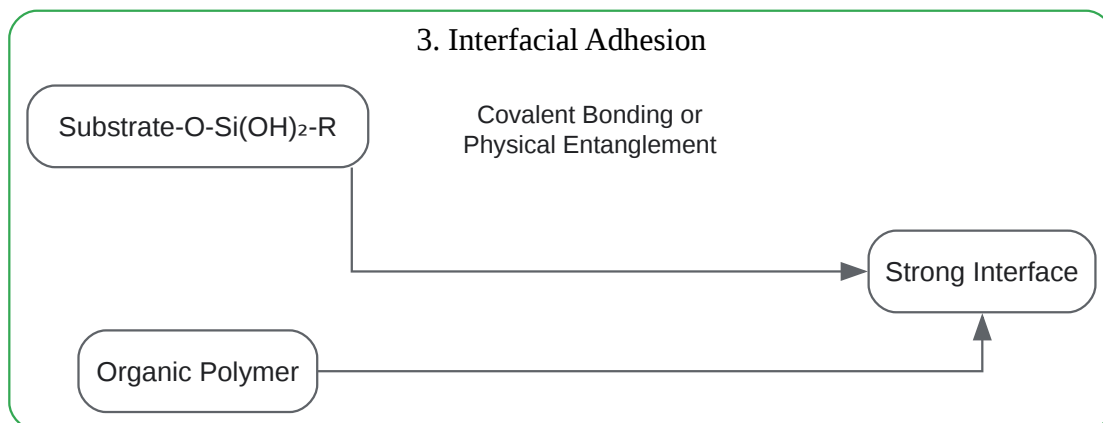 3. Interfacial Adhesion
Substrate-O-Si(OH)₂-R
Covalent Bonding or
Physical Entanglement
Strong Interface
Organic Polymer